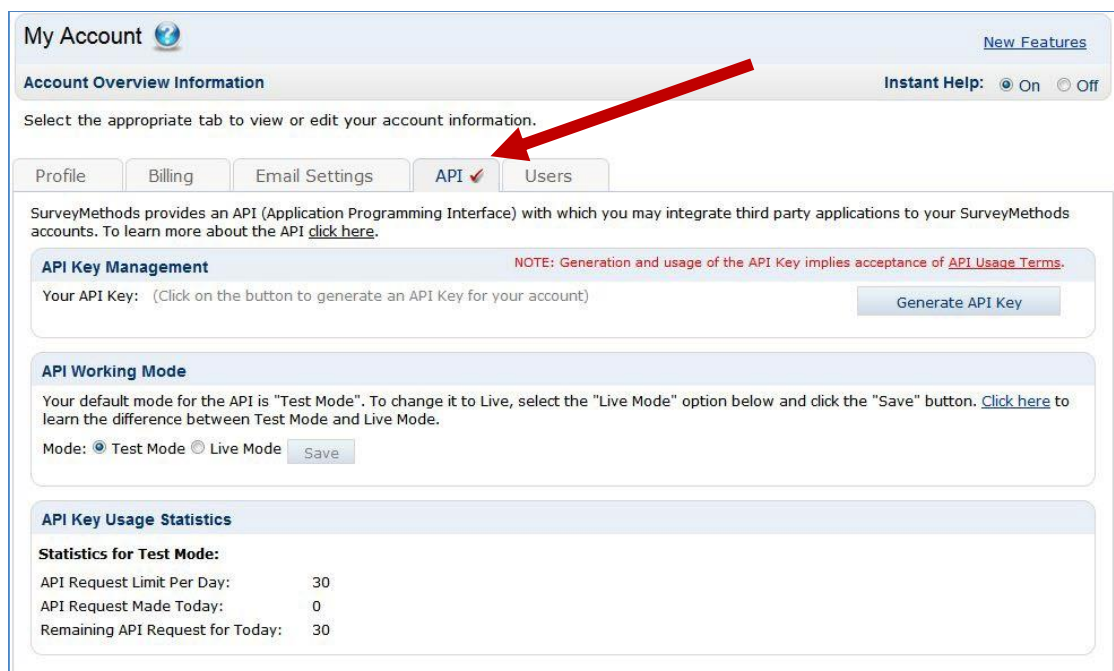 My Account
New Features
Account Overview Information
Instant Help: On Off
Select the appropriate tab to view or edit your account information.
Profile Billing Email Settings API Users
SurveyMethods provides an API (Application Programming Interface) with which you may integrate third party applications to your SurveyMethods
accounts. To learn more about the API click here.
API Key Management NOTE: Generation and usage of the API Key implies acceptance of API Usage Terms.
Your API Key: (Click on the button to generate an API Key for your account) Generate API Key
API Working Mode
Your default mode for the API is "Test Mode". To change it to Live, select the "Live Mode" option below and click the "Save" button. Click here to
learn the difference between Test Mode and Live Mode.
Mode: Test Mode Live Mode Save
API Key Usage Statistics
Statistics for Test Mode:
API Request Limit Per Day: 30
API Request Made Today: 0
Remaining API Request for Today: 30